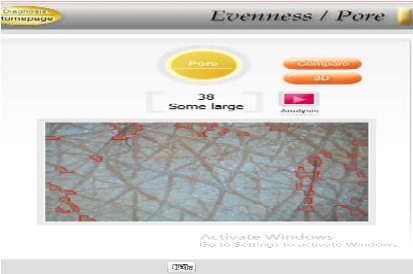 Diagnosis
Homepage
Evenness / Pore
Pore
Compare
3D
38
Some large
Analysis
Activate Windows
Go to Settings to activate Windows.